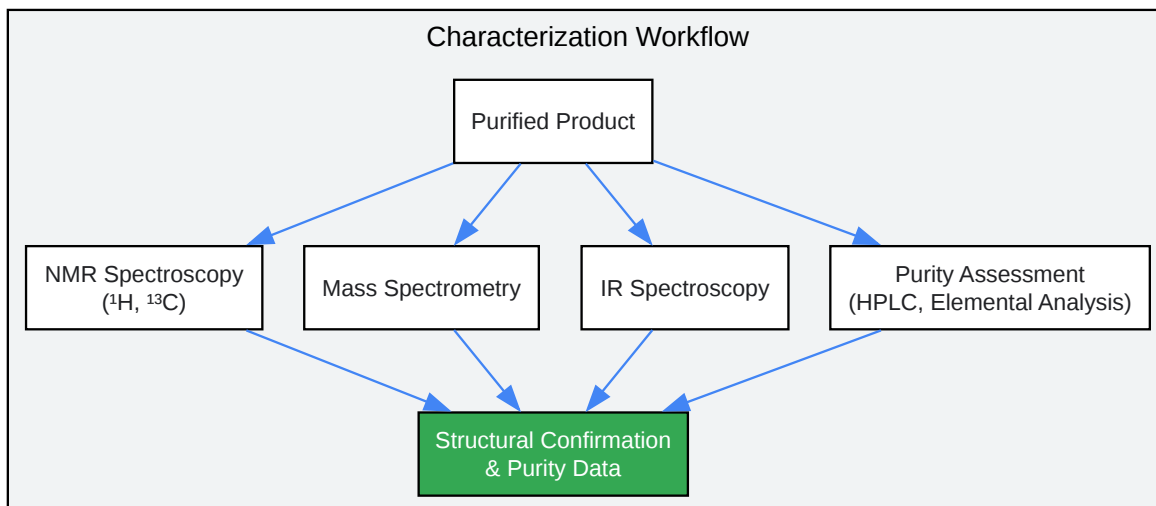 Characterization Workflow
Purified Product
NMR Spectroscopy
(¹H, ¹³C)
Mass Spectrometry
IR Spectroscopy
Purity Assessment
(HPLC, Elemental Analysis)
Structural Confirmation
& Purity Data